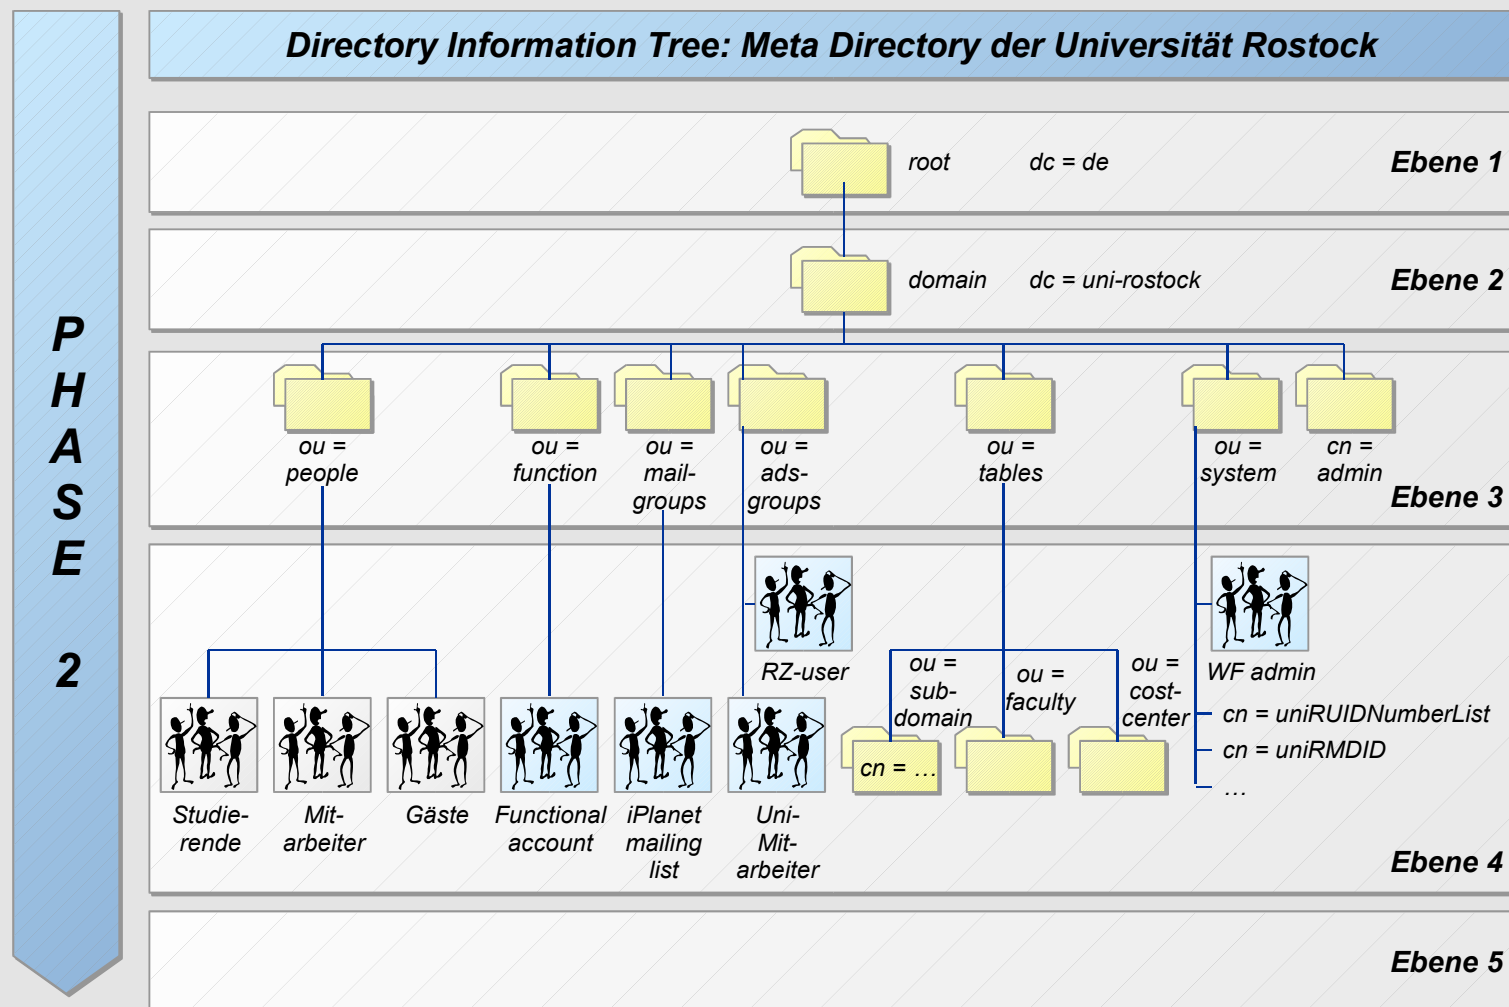 Directory Information Tree: Meta Directory der Universität Rostock
P
H
A
S
E
2
root dc = de Ebene 1
domain dc = uni-rostock Ebene 2
ou =
people
ou =
function
ou =
mail-
groups
ou =
ads-
groups
ou =
tables
ou =
system
cn =
admin
Ebene 3
RZ-user
ou =
sub-
domain
cn = …
ou =
faculty
ou =
cost-
center
WF admin
cn = uniRUIDNumberList
cn = uniRMDID
…
Studie-
rende
Mit-
arbeiter
Gäste
Functional
account
iPlanet
mailing
list
Uni-
Mit-
arbeiter
Ebene 4
Ebene 5